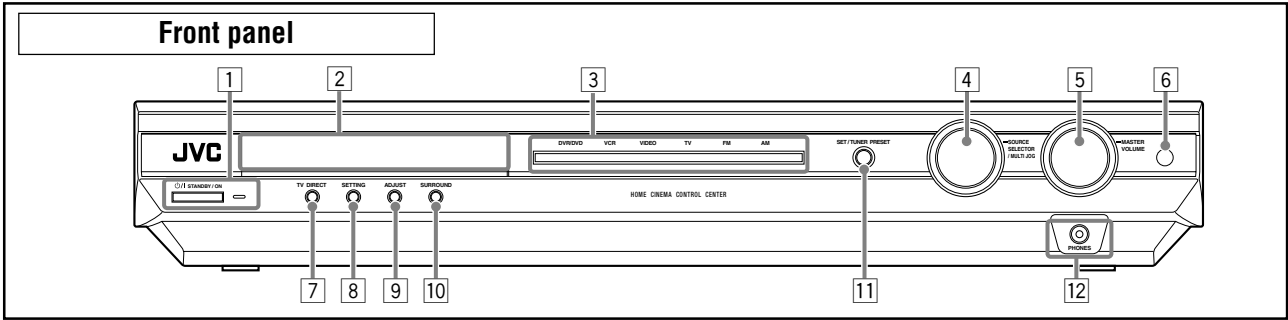 Front panel
1 2 3 4 5 6
DVR/DVD VCR VIDEO TV FM AM
SET/TUNER PRESET
SOURCE
SELECTOR
/ MULTI JOG
MASTER
VOLUME
JVC
⏻/I STANDBY / ON
TV DIRECT SETTING ADJUST SURROUND
HOME CINEMA CONTROL CENTER
PHONES
7 8 9 10 11 12